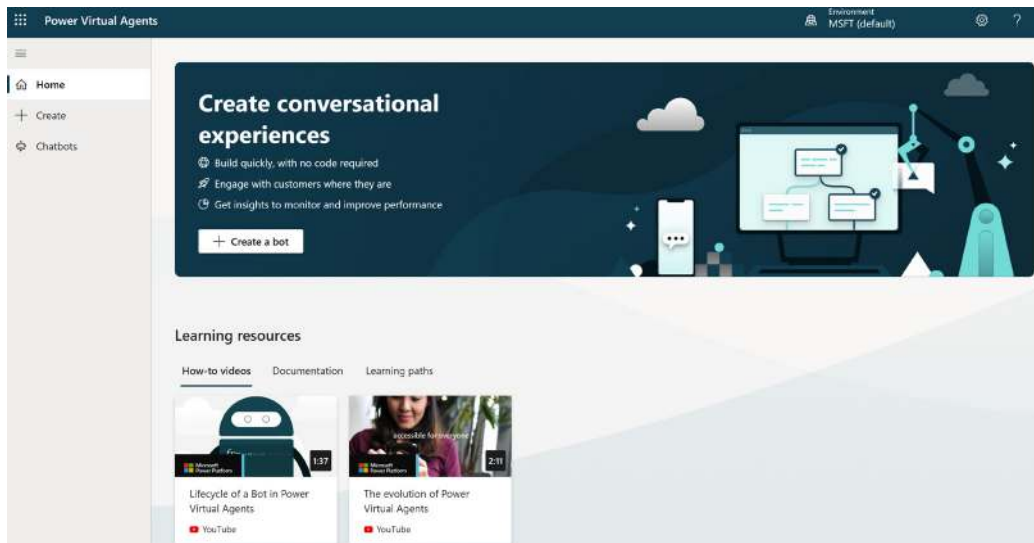 Power Virtual Agents
Environment
MSFT (default)
?
Home
Create
Chatbots
Create conversational
experiences
Build quickly, with no code required
Engage with customers where they are
Get insights to monitor and improve performance
+ Create a bot
Learning resources
How-to videos Documentation Learning paths
Microsoft
Power Platform
1:37
Lifecycle of a Bot in Power
Virtual Agents
YouTube
accessible for everyone
Microsoft
Power Platform
2:11
The evolution of Power
Virtual Agents
YouTube